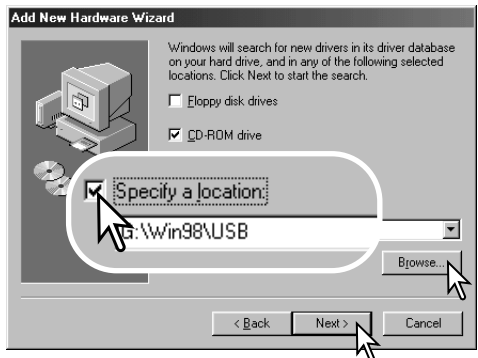 Add New Hardware Wizard
Windows will search for new drivers in its driver database
on your hard drive, and in any of the following selected
locations. Click Next to start the search.
Floppy disk drives
CD-ROM drive
Specify a location:
G:\Win98\USB
Browse...
< Back
Next >
Cancel